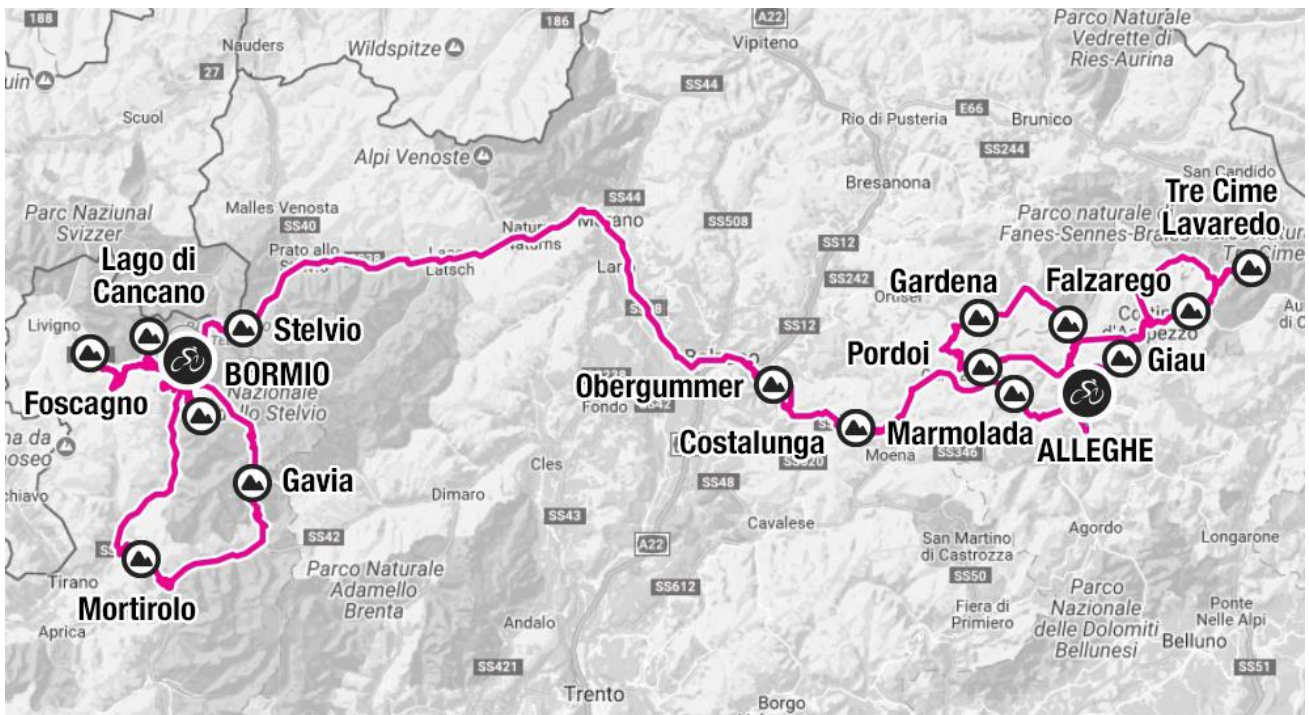 188
186
A22
Parco Naturale
Vedrette di
Ries-Aurina
Nauders
Wildspitze
Vipiteno
27
SS44
Scuol
Rio di Pusteria
E66
Brunico
Alpi Venoste
SS244
San Candido
Bresanona
Tre Cime
Lavaredo
Parc Naziunal
Svizzer
Malles Venosta
SS40
SS44
SS508
Parco naturale
Fanes-Sennes-Braies
Prato allo
Naturns
Latsch
SS12
SS242
Lago di
Cancano
Gardena
Falzarego
Livigno
Stelvio
SS12
Pordoi
BORMIO
Nazionale
Giau
Foscagno
Obergummer
Fondo
Costalunga
Marmolada
ALLEGHE
Moena
SS346
Gavia
Cles
SS48
Dimaro
SS43
SS42
Cavalese
A22
Agordo
Longarone
San Martino
di Castrozza
Tirano
Parco Naturale
Adamello
Brenta
SS50
SS612
Mortirolo
Fiera di
Primiero
Parco
Nazionale
delle Dolomiti
Bellunesi
Ponte
Nelle Alpi
Aprica
Andalo
Belluno
SS421
SS51
Trento
Borgo